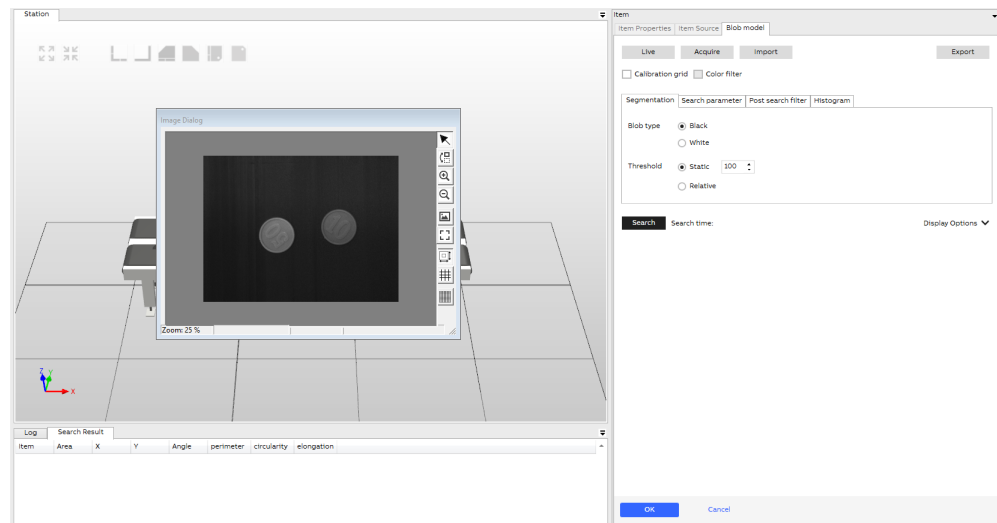 Station
Item
Item Properties Item Source Blob model
Live Acquire Import Export
Calibration grid Color filter
Segmentation Search parameter Post search filter Histogram
Blob type Black
White
Threshold Static 100
Relative
Search Search time: Display Options
Image Dialog
Zoom: 25 %
Z Y
X
Log Search Result
Item Area X Y Angle perimeter circularity elongation
OK Cancel